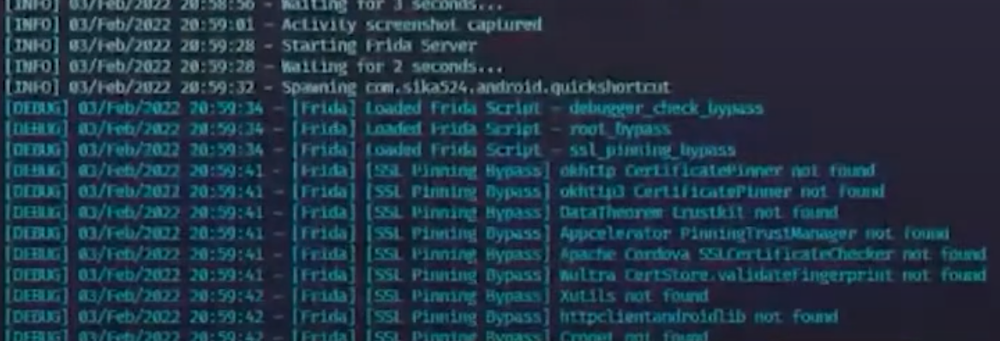 [INFO] 03/Feb/2022 20:58:56 - Waiting for 3 seconds...
[INFO] 03/Feb/2022 20:59:01 - Activity screenshot captured
[INFO] 03/Feb/2022 20:59:28 - Starting Frida Server
[INFO] 03/Feb/2022 20:59:28 - Waiting for 2 seconds...
[INFO] 03/Feb/2022 20:59:32 - Spawning com.sika524.android.quickshortcut
[DEBUG] 03/Feb/2022 20:59:34 - [Frida] Loaded Frida Script - debugger_check_bypass
[DEBUG] 03/Feb/2022 20:59:34 - [Frida] Loaded Frida Script - root_bypass
[DEBUG] 03/Feb/2022 20:59:34 - [Frida] Loaded Frida Script - ssl_pinning_bypass
[DEBUG] 03/Feb/2022 20:59:41 - [Frida] [SSL Pinning Bypass] okhttp CertificatePinner not found
[DEBUG] 03/Feb/2022 20:59:41 - [Frida] [SSL Pinning Bypass] okhttp3 CertificatePinner not found
[DEBUG] 03/Feb/2022 20:59:41 - [Frida] [SSL Pinning Bypass] DataTheorem trustkit not found
[DEBUG] 03/Feb/2022 20:59:41 - [Frida] [SSL Pinning Bypass] Appcelerator PinningTrustManager not found
[DEBUG] 03/Feb/2022 20:59:41 - [Frida] [SSL Pinning Bypass] Apache Cordova SSLCertificateChecker not found
[DEBUG] 03/Feb/2022 20:59:41 - [Frida] [SSL Pinning Bypass] Wultra CertStore.validateFingerprint not found
[DEBUG] 03/Feb/2022 20:59:42 - [Frida] [SSL Pinning Bypass] Xutils not found
[DEBUG] 03/Feb/2022 20:59:42 - [Frida] [SSL Pinning Bypass] httpclientandroidlib not found
[DEBUG] 03/Feb/2022 20:59:42 - [Frida] [SSL Pinning Bypass] Cronet not found